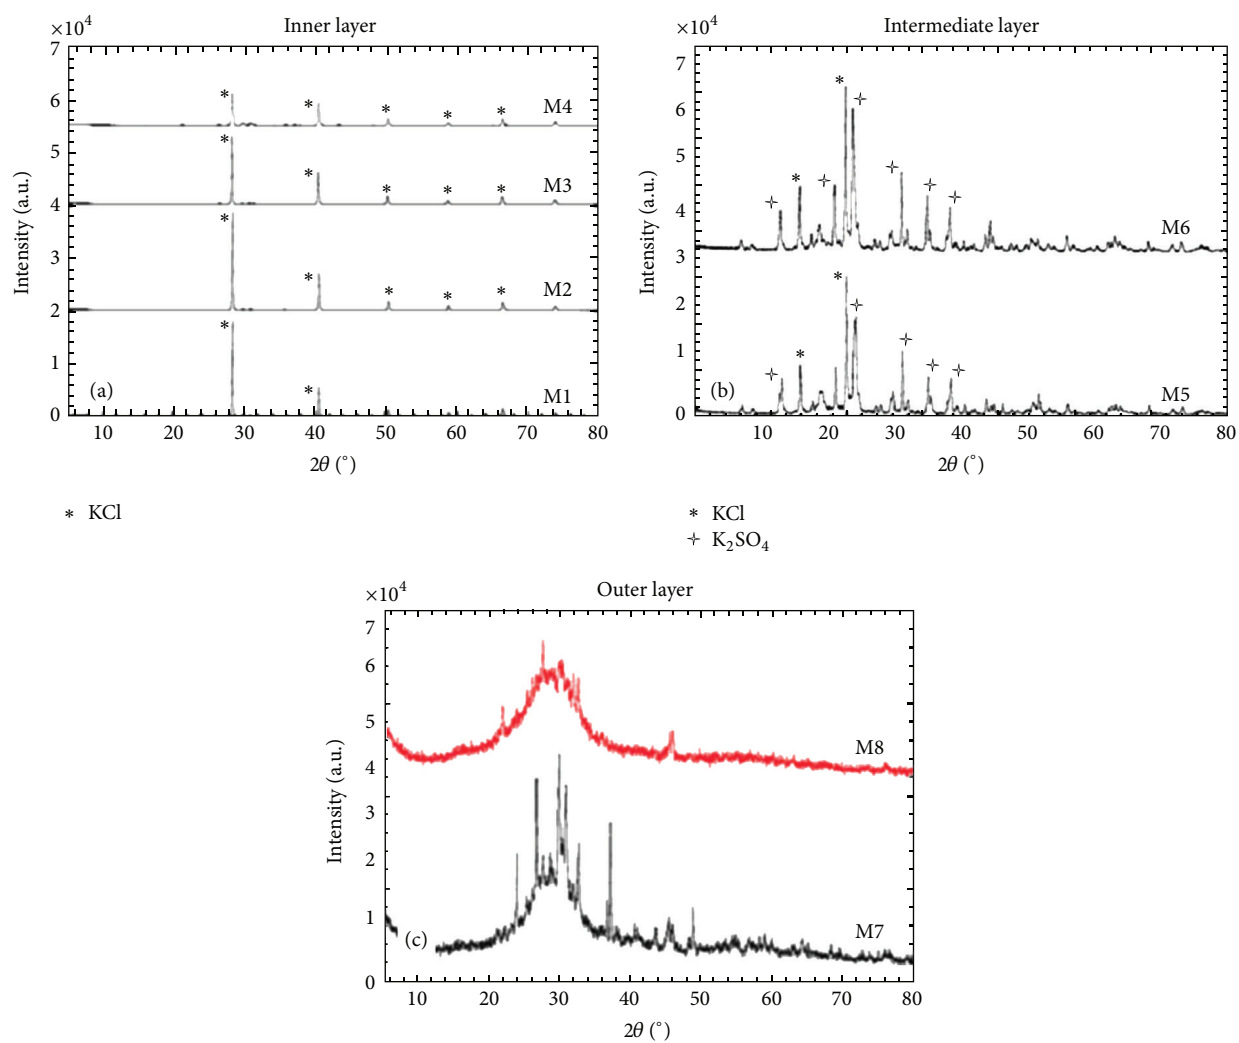 Inner layer
×10⁴
7
6
5
4
3
2
1
0
Intensity (a.u.)
* * * * * M4
* * * * * M3
* * * * * M2
* * M1
(a)
10 20 30 40 50 60 70 80
2θ (°)
* KCl
Intermediate layer
×10⁴
7
6
5
4
3
2
1
0
Intensity (a.u.)
M6
M5
(b)
10 20 30 40 50 60 70 80
2θ (°)
* KCl
✧ K₂SO₄
Outer layer
×10⁴
7
6
5
4
3
2
1
0
Intensity (a.u.)
M8
M7
(c)
10 20 30 40 50 60 70 80
2θ (°)